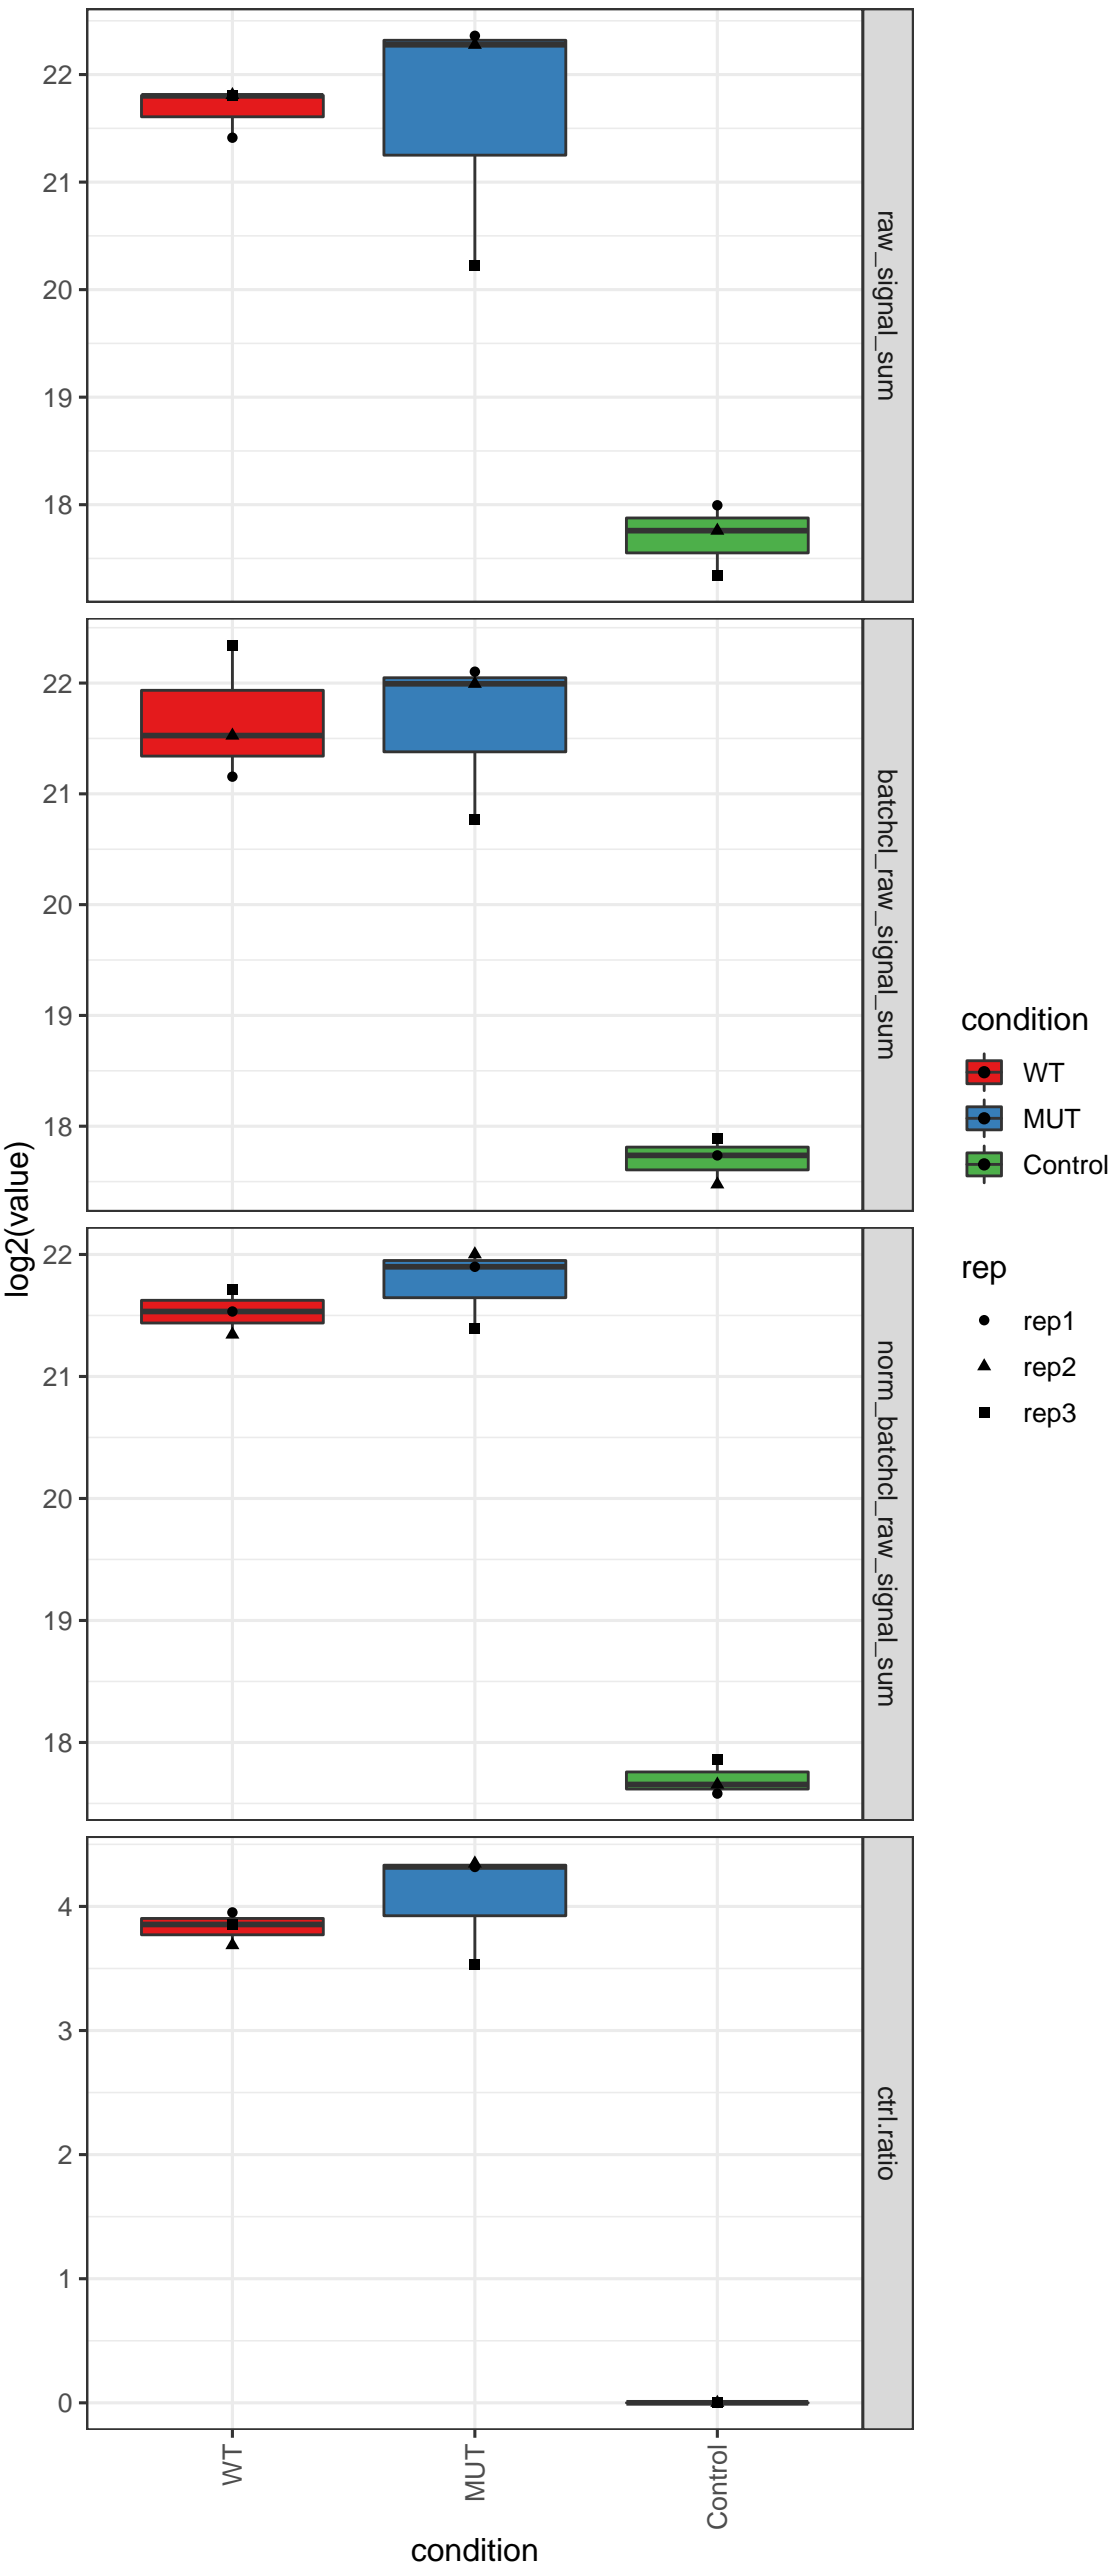 log2(value)
22
21
20
19
18
raw_signal_sum
22
21
20
19
18
batchcl_raw_signal_sum
22
21
20
19
18
norm_batchcl_raw_signal_sum
4
3
2
1
0
ctrl.ratio
WT
MUT
Control
condition
condition
WT
MUT
Control
rep
rep1
rep2
rep3